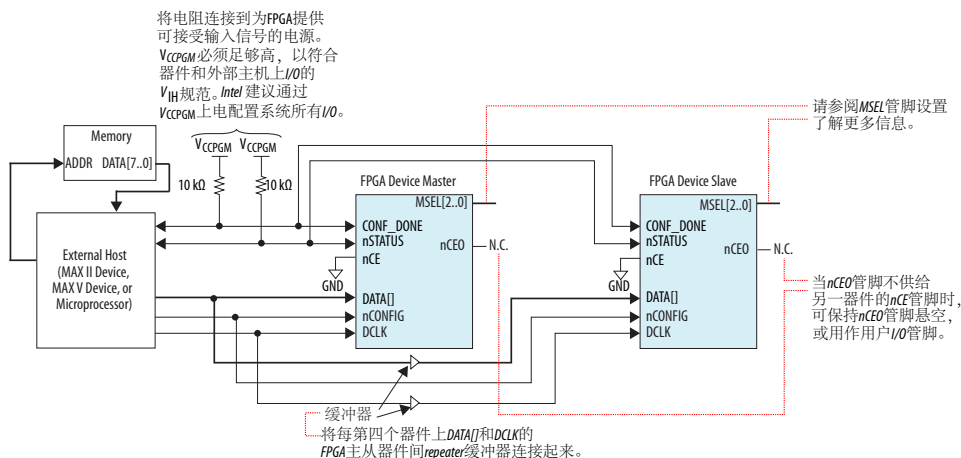 将电阻连接到为FPGA提供
可接受输入信号的电源。
VCCPGM必须足够高，以符合
器件和外部主机上I/O的
VIH规范。Intel 建议通过
VCCPGM上电配置系统所有I/O。
请参阅MSEL管脚设置
了解更多信息。
Memory
ADDR DATA[7..0]
VCCPGM VCCPGM
10 kΩ 10 kΩ
FPGA Device Master
MSEL[2..0]
CONF_DONE
nSTATUS
nCE
nCEO
N.C.
GND
DATA[]
nCONFIG
DCLK
FPGA Device Slave
MSEL[2..0]
CONF_DONE
nSTATUS
nCE
nCEO
N.C.
GND
DATA[]
nCONFIG
DCLK
External Host
(MAX II Device,
MAX V Device, or
Microprocessor)
当nCEO管脚不供给
另一器件的nCE管脚时，
可保持nCEO管脚悬空，
或用作用户I/O管脚。
缓冲器
将每第四个器件上DATA[]和DCLK的
FPGA主从器件间repeater缓冲器连接起来。